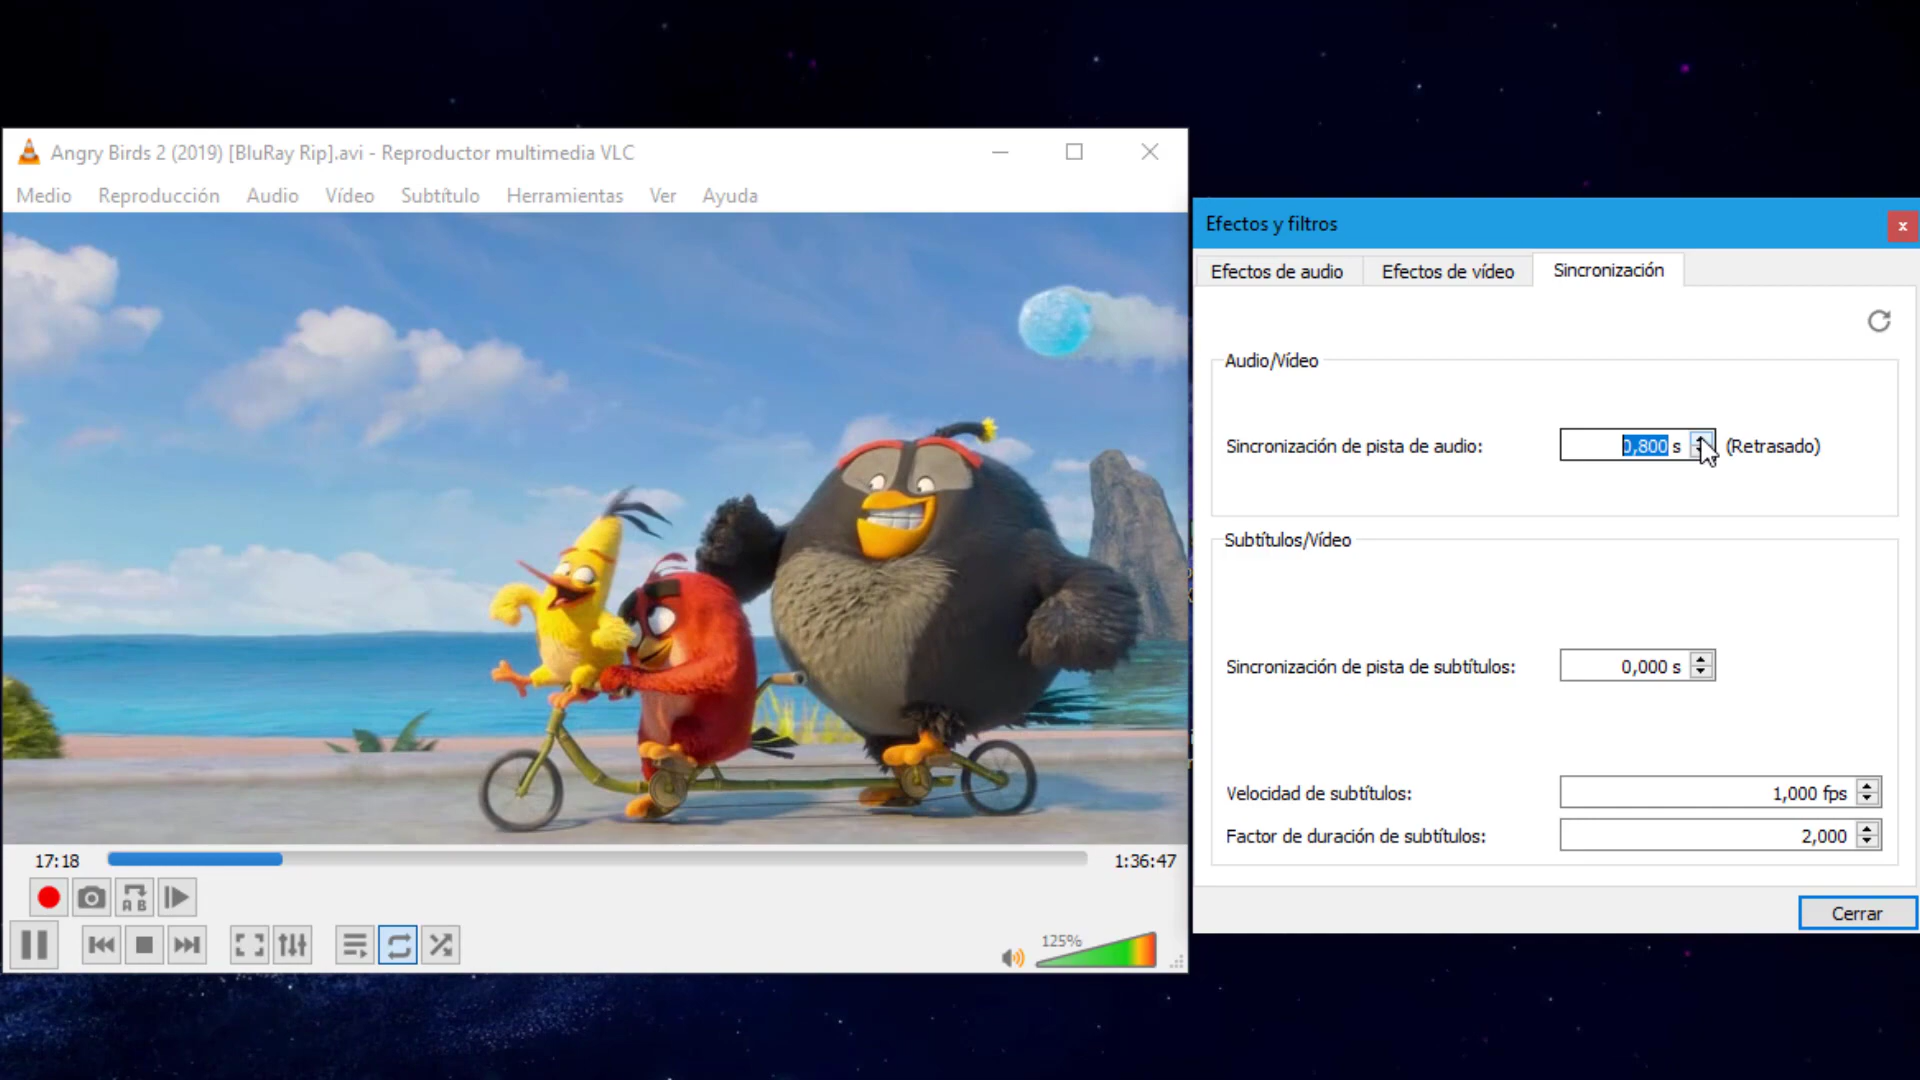 Angry Birds 2 (2019) [BluRay Rip].avi - Reproductor multimedia VLC
Medio Reproducción Audio Vídeo Subtítulo Herramientas Ver Ayuda
17:18 1:36:47
A B
125%
Efectos y filtros
x
Efectos de audio Efectos de vídeo Sincronización
Audio/Vídeo
Sincronización de pista de audio: 0,800 s (Retrasado)
Subtítulos/Vídeo
Sincronización de pista de subtítulos: 0,000 s
Velocidad de subtítulos: 1,000 fps
Factor de duración de subtítulos: 2,000
Cerrar